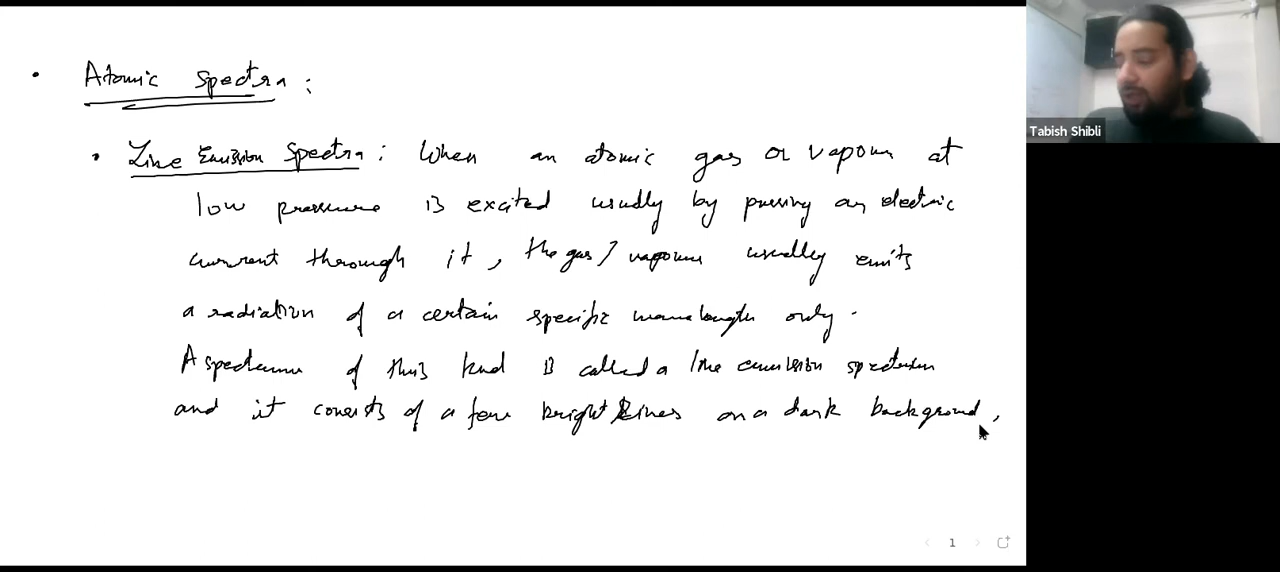 • Atomic Spectra :
• Line Emission Spectra : When an atomic gas or vapour at
low pressure is excited usually by passing an electric
current through it, the gas/vapour usually emits
a radiation of a certain specific wavelength only.
A spectrum of this kind is called a line emission spectrum
and it consists of a few bright lines on a dark background,
Tabish Shibli
1